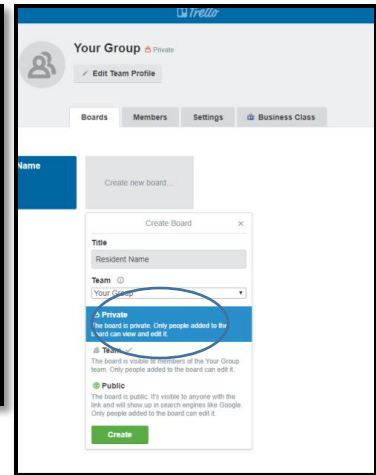 Trello
Your Group Private
Edit Team Profile
Boards Members Settings Business Class
Name
Create new board...
Create Board ×
Title
Resident Name
Team
Your Group
Private
The board is private. Only people added to the
board can view and edit it.
Team ✓
The board is visible to members of the Your Group
team. Only people added to the board can edit it.
Public
The board is public. It's visible to anyone with the
link and will show up in search engines like Google.
Only people added to the board can edit it.
Create